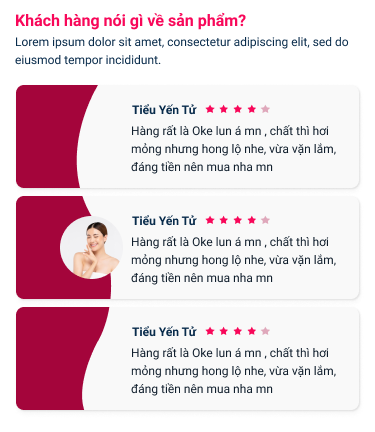 Khách hàng nói gì về sản phẩm?
Lorem ipsum dolor sit amet, consectetur adipiscing elit, sed do
eiusmod tempor incididunt.
Tiểu Yến Tử
Hàng rất là Oke lun á mn , chất thì hơi
mỏng nhưng hong lộ nhe, vừa vặn lắm,
đáng tiền nên mua nha mn
Tiểu Yến Tử
Hàng rất là Oke lun á mn , chất thì hơi
mỏng nhưng hong lộ nhe, vừa vặn lắm,
đáng tiền nên mua nha mn
Tiểu Yến Tử
Hàng rất là Oke lun á mn , chất thì hơi
mỏng nhưng hong lộ nhe, vừa vặn lắm,
đáng tiền nên mua nha mn